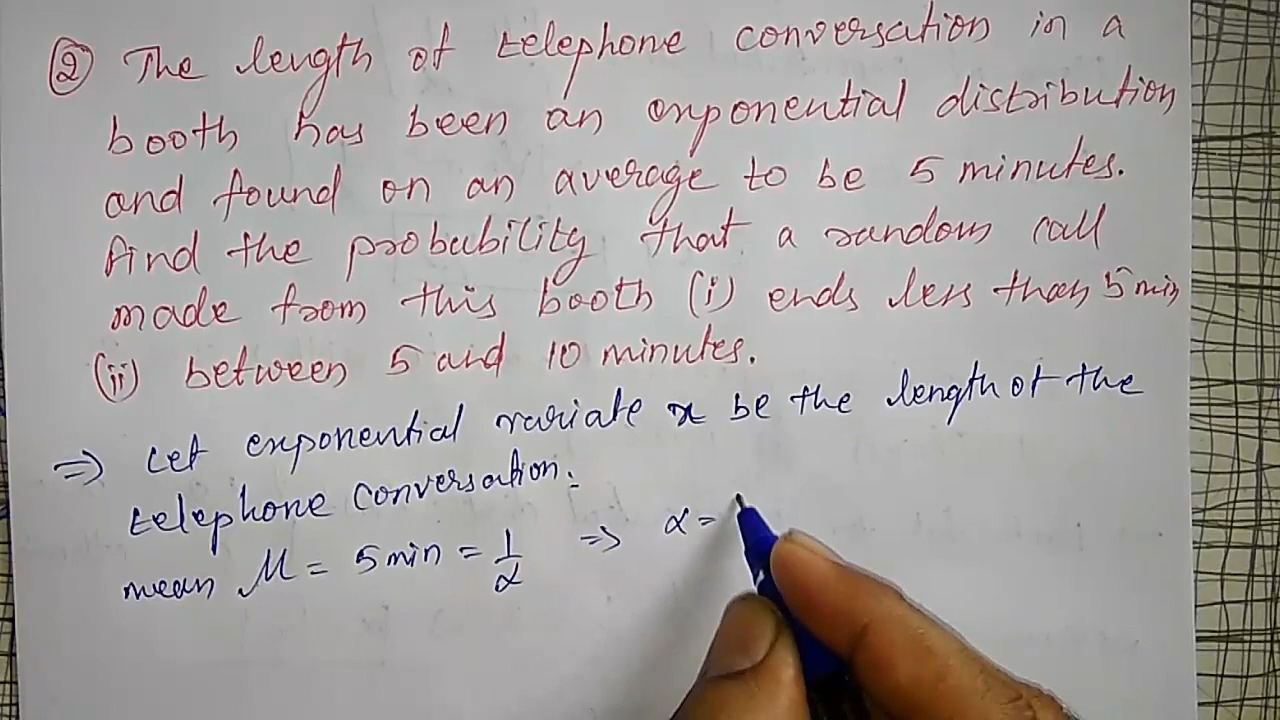 ② The length of telephone conversation in a
booth has been an exponential distribution
and found on an average to be 5 minutes.
find the probability that a random call
made from this booth (i) ends less than 5 min
(ii) between 5 and 10 minutes.
⇒ Let exponential variate x be the length of the
telephone conversation.
mean μ = 5 min = 1/α ⇒ α =